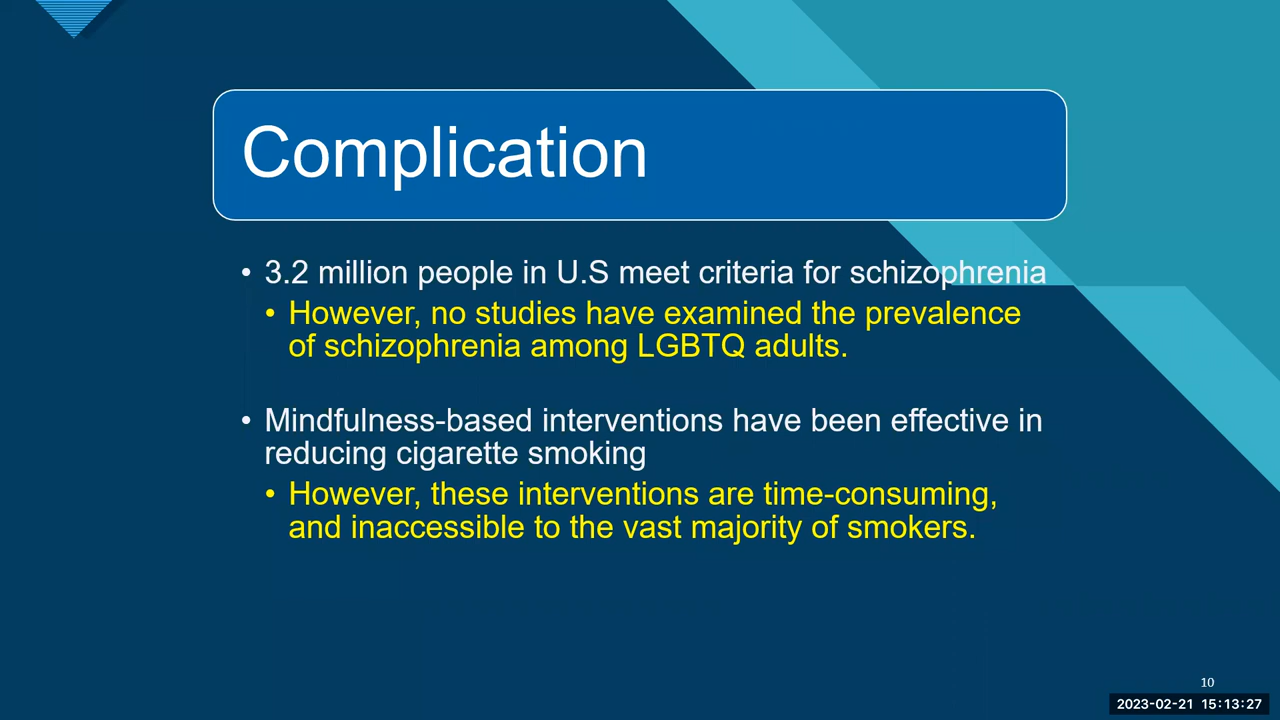 Complication
• 3.2 million people in U.S meet criteria for schizophrenia
• However, no studies have examined the prevalence
of schizophrenia among LGBTQ adults.
• Mindfulness-based interventions have been effective in
reducing cigarette smoking
• However, these interventions are time-consuming,
and inaccessible to the vast majority of smokers.
10
2023-02-21 15:13:27